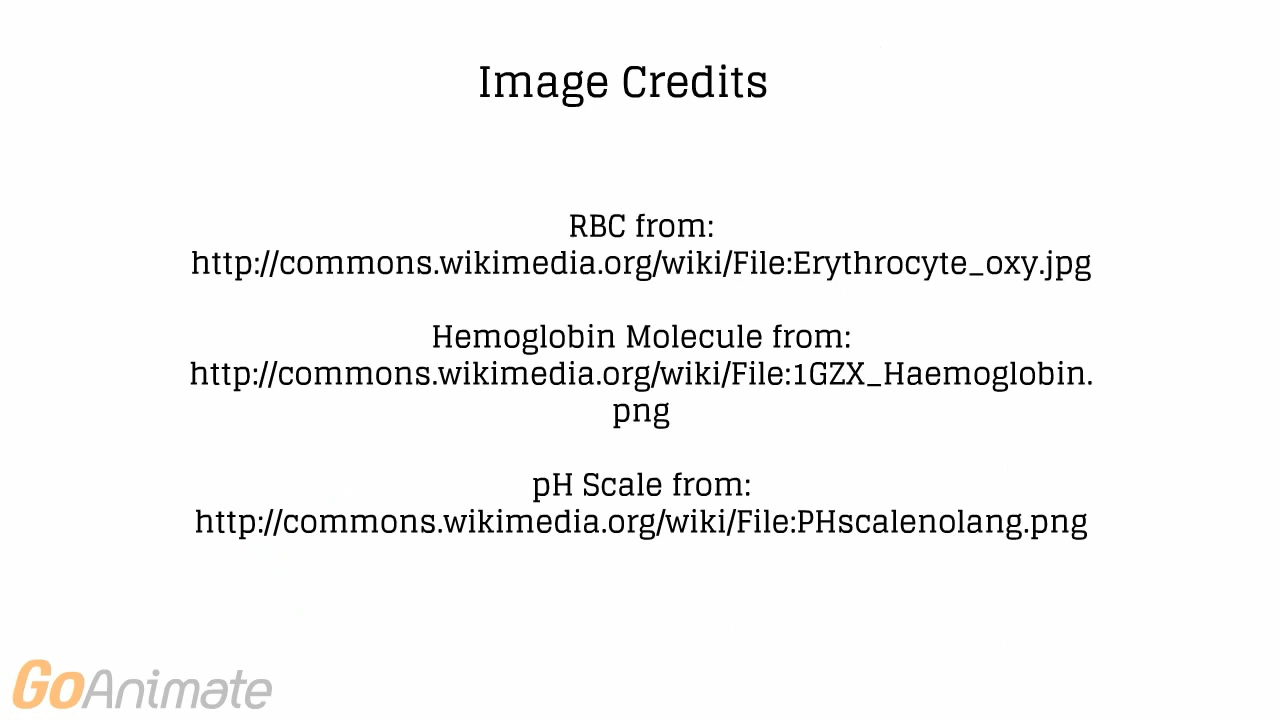 Image Credits
RBC from:
http://commons.wikimedia.org/wiki/File:Erythrocyte_oxy.jpg
Hemoglobin Molecule from:
http://commons.wikimedia.org/wiki/File:1GZX_Haemoglobin.
png
pH Scale from:
http://commons.wikimedia.org/wiki/File:PHscalenolang.png
GoAnimate